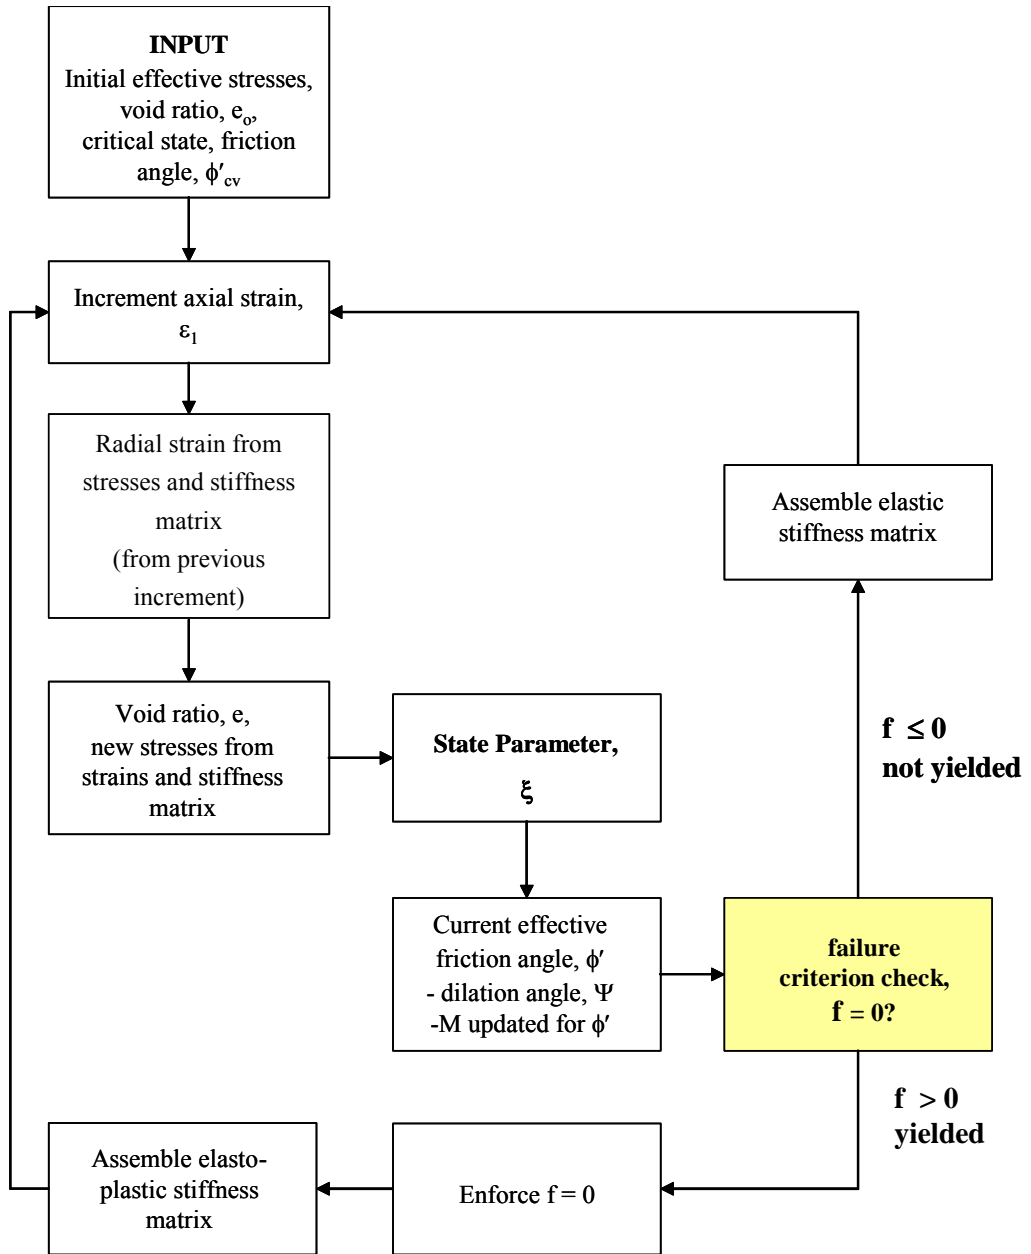 INPUT
Initial effective stresses,
void ratio, eₒ,
critical state, friction
angle, ϕ′cv
Increment axial strain,
ε₁
Radial strain from
stresses and stiffness
matrix
(from previous
increment)
Void ratio, e,
new stresses from
strains and stiffness
matrix
State Parameter,
ξ
Current effective
friction angle, ϕ′
- dilation angle, Ψ
-M updated for ϕ′
failure
criterion check,
f = 0?
f ≤ 0
not yielded
Assemble elastic
stiffness matrix
f > 0
yielded
Enforce f = 0
Assemble elasto-
plastic stiffness
matrix